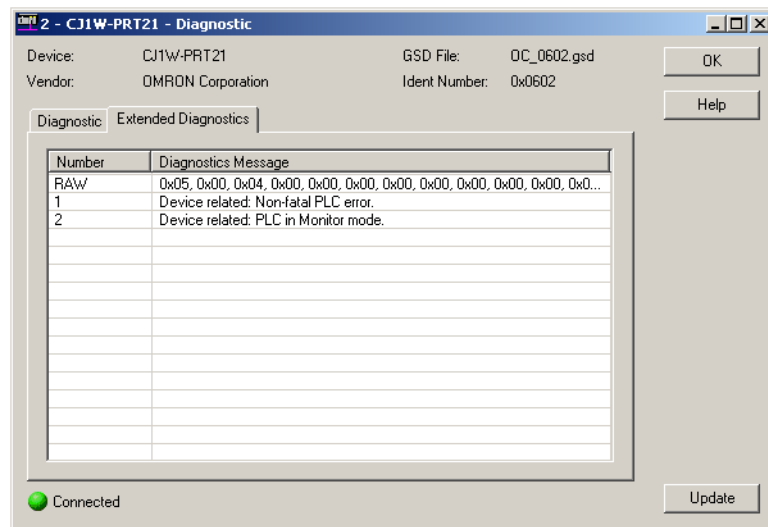 2 - CJ1W-PRT21 - Diagnostic
Device: CJ1W-PRT21 GSD File: OC_0602.gsd
Vendor: OMRON Corporation Ident Number: 0x0602
OK
Help
Diagnostic Extended Diagnostics
Number Diagnostics Message
RAW 0x05, 0x00, 0x04, 0x00, 0x00, 0x00, 0x00, 0x00, 0x00, 0x00, 0x00, 0x0...
1 Device related: Non-fatal PLC error.
2 Device related: PLC in Monitor mode.
Connected
Update